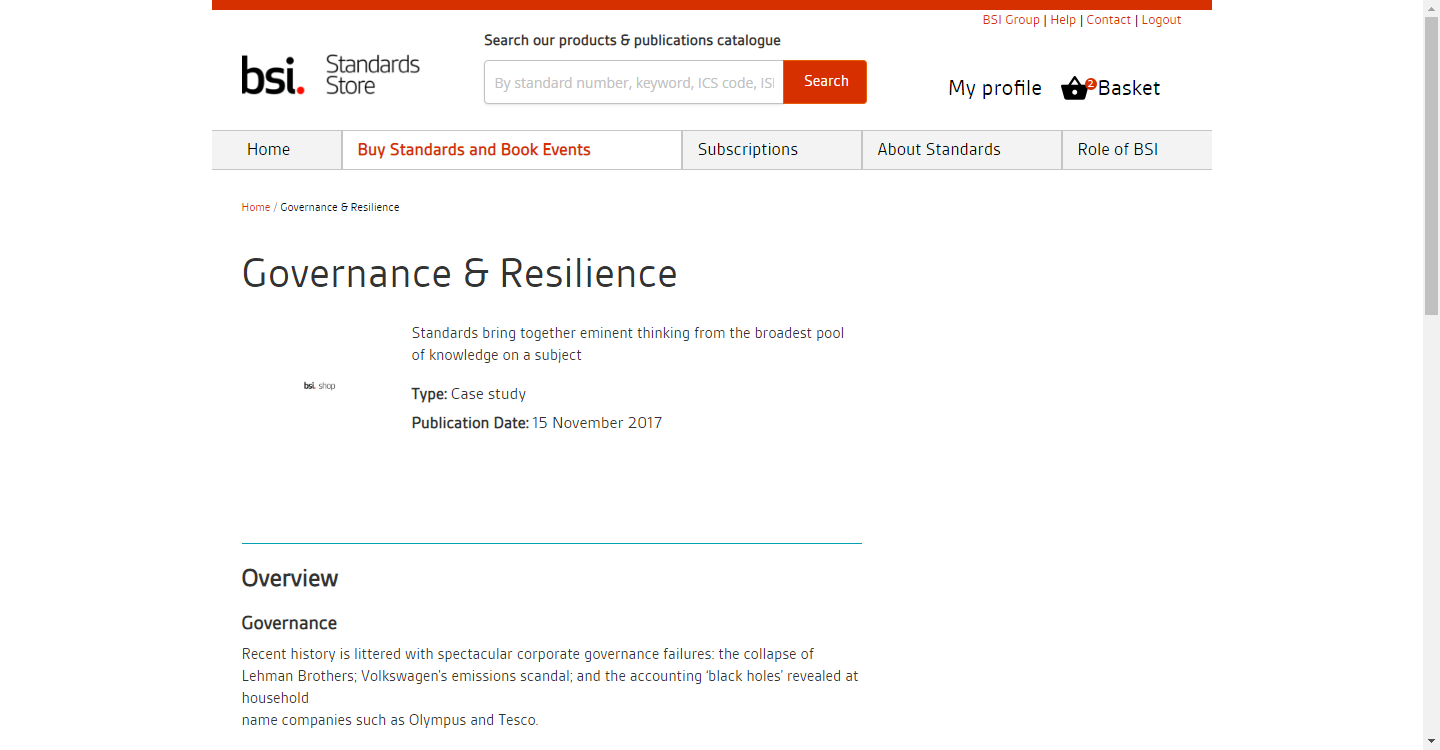 BSI Group | Help | Contact | Logout
Search our products & publications catalogue
bsi. Standards Store
By standard number, keyword, ICS code, ISI
Search
My profile
2
Basket
Home
Buy Standards and Book Events
Subscriptions
About Standards
Role of BSI
Home / Governance & Resilience
Governance & Resilience
bsi. shop
Standards bring together eminent thinking from the broadest pool
of knowledge on a subject
Type: Case study
Publication Date: 15 November 2017
Overview
Governance
Recent history is littered with spectacular corporate governance failures: the collapse of
Lehman Brothers; Volkswagen's emissions scandal; and the accounting 'black holes' revealed at
household
name companies such as Olympus and Tesco.